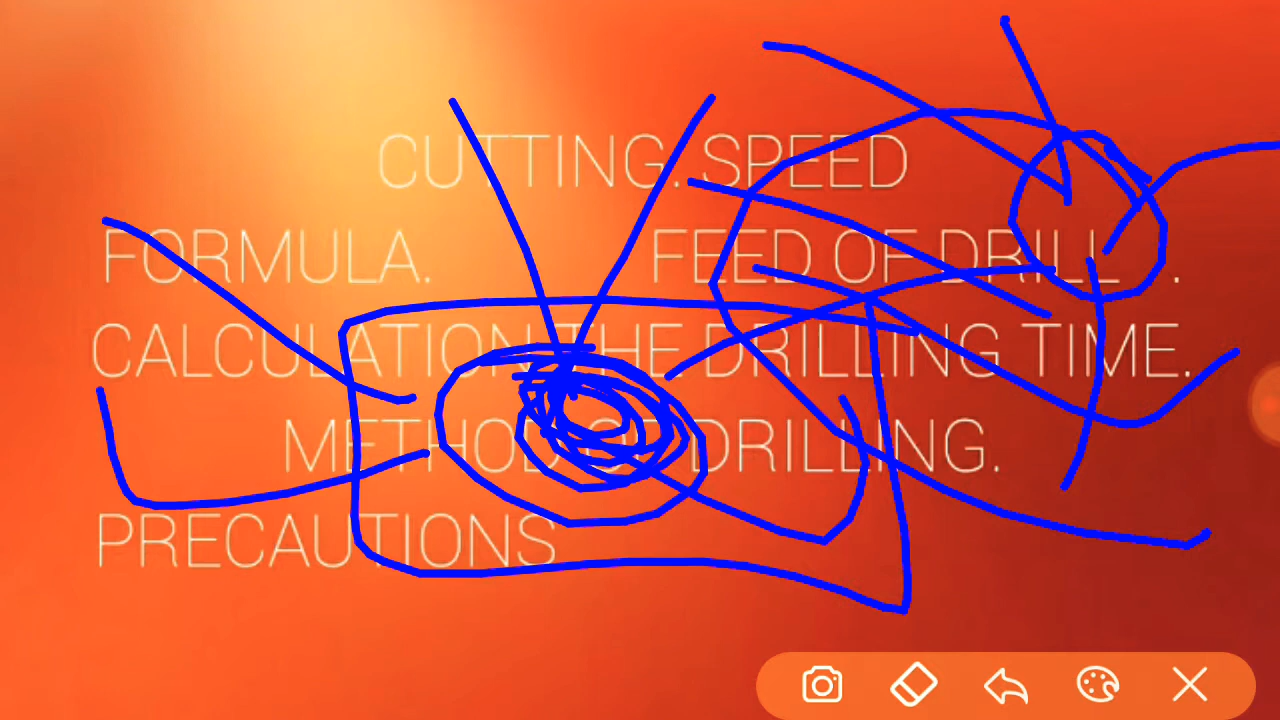 CUTTING. SPEED
FORMULA. FEED OF DRILL .
CALCULATION THE DRILLING TIME.
METHOD OF DRILLING.
PRECAUTIONS